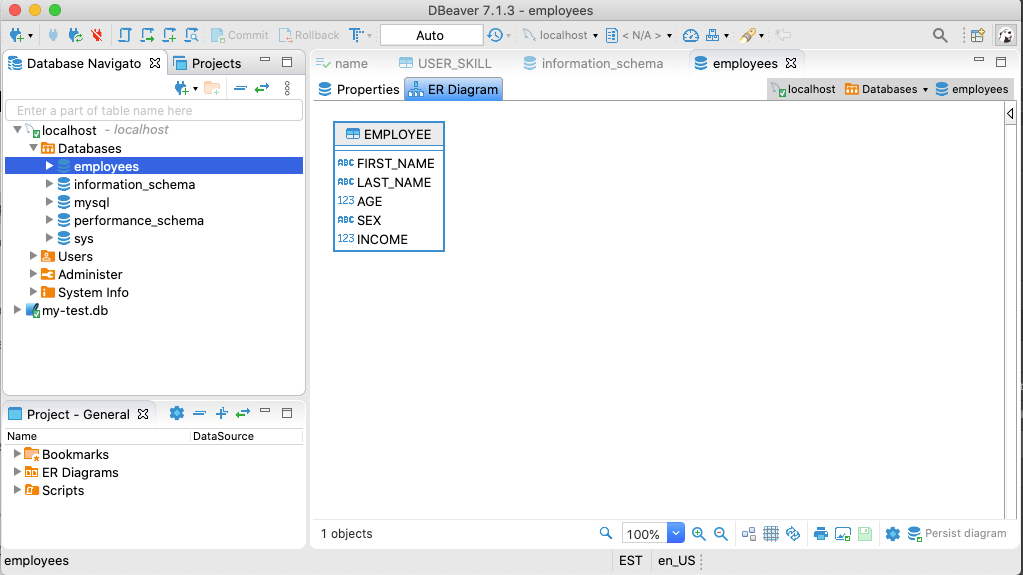 DBeaver 7.1.3 - employees
Commit Rollback Auto localhost < N/A >
Database Navigato Projects
name USER_SKILL information_schema employees
Properties ER Diagram localhost Databases employees
Enter a part of table name here
localhost - localhost
Databases
employees
information_schema
mysql
performance_schema
sys
Users
Administer
System Info
my-test.db
EMPLOYEE
ABC FIRST_NAME
ABC LAST_NAME
123 AGE
ABC SEX
123 INCOME
Project - General
Name DataSource
Bookmarks
ER Diagrams
Scripts
1 objects 100% Persist diagram
employees EST en_US